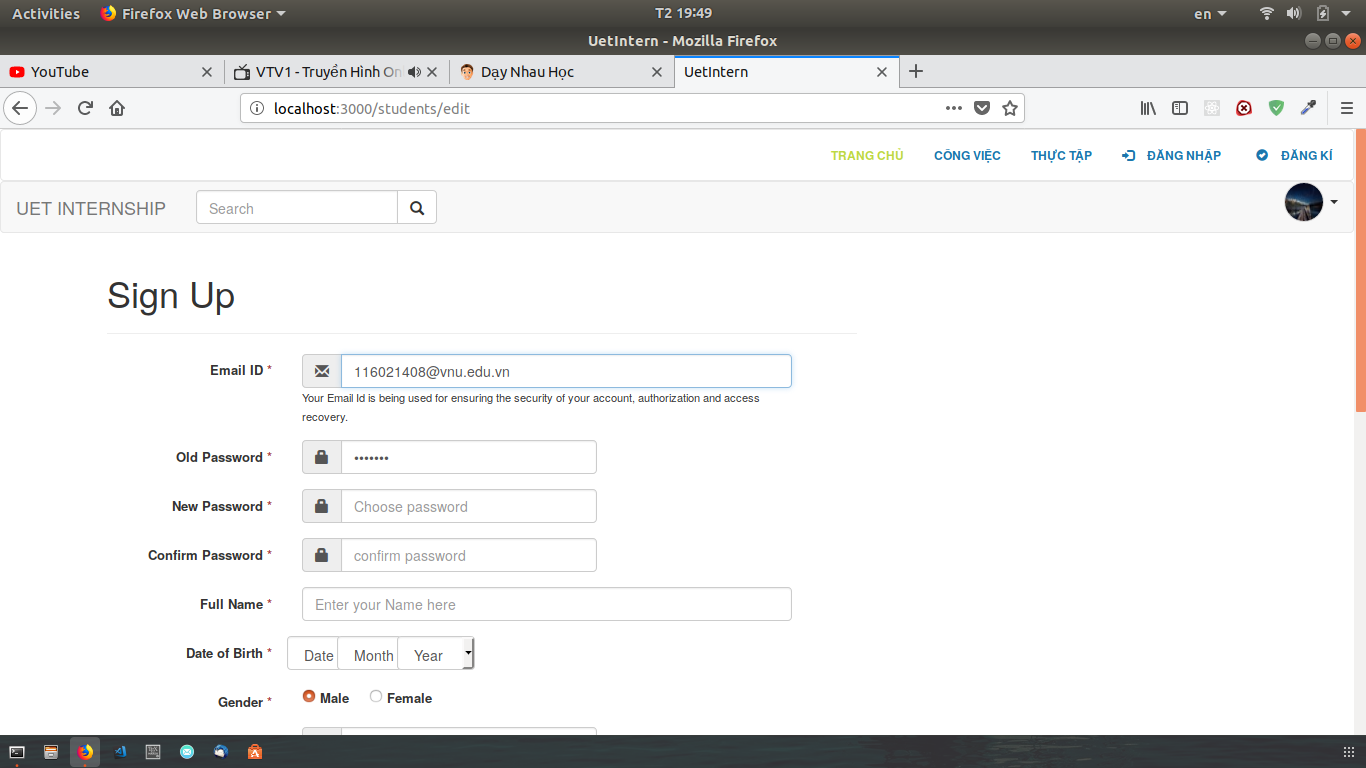 Activities Firefox Web Browser T2 19:49 en
UetIntern - Mozilla Firefox
YouTube VTV1 - Truyền Hình Onl Dạy Nhau Học UetIntern
localhost:3000/students/edit
TRANG CHỦ CÔNG VIỆC THỰC TẬP ĐĂNG NHẬP ĐĂNG KÍ
UET INTERNSHIP Search
Sign Up
Email ID * 116021408@vnu.edu.vn
Your Email Id is being used for ensuring the security of your account, authorization and access
recovery.
Old Password * •••••••
New Password * Choose password
Confirm Password * confirm password
Full Name * Enter your Name here
Date of Birth * Date Month Year
Gender * Male Female